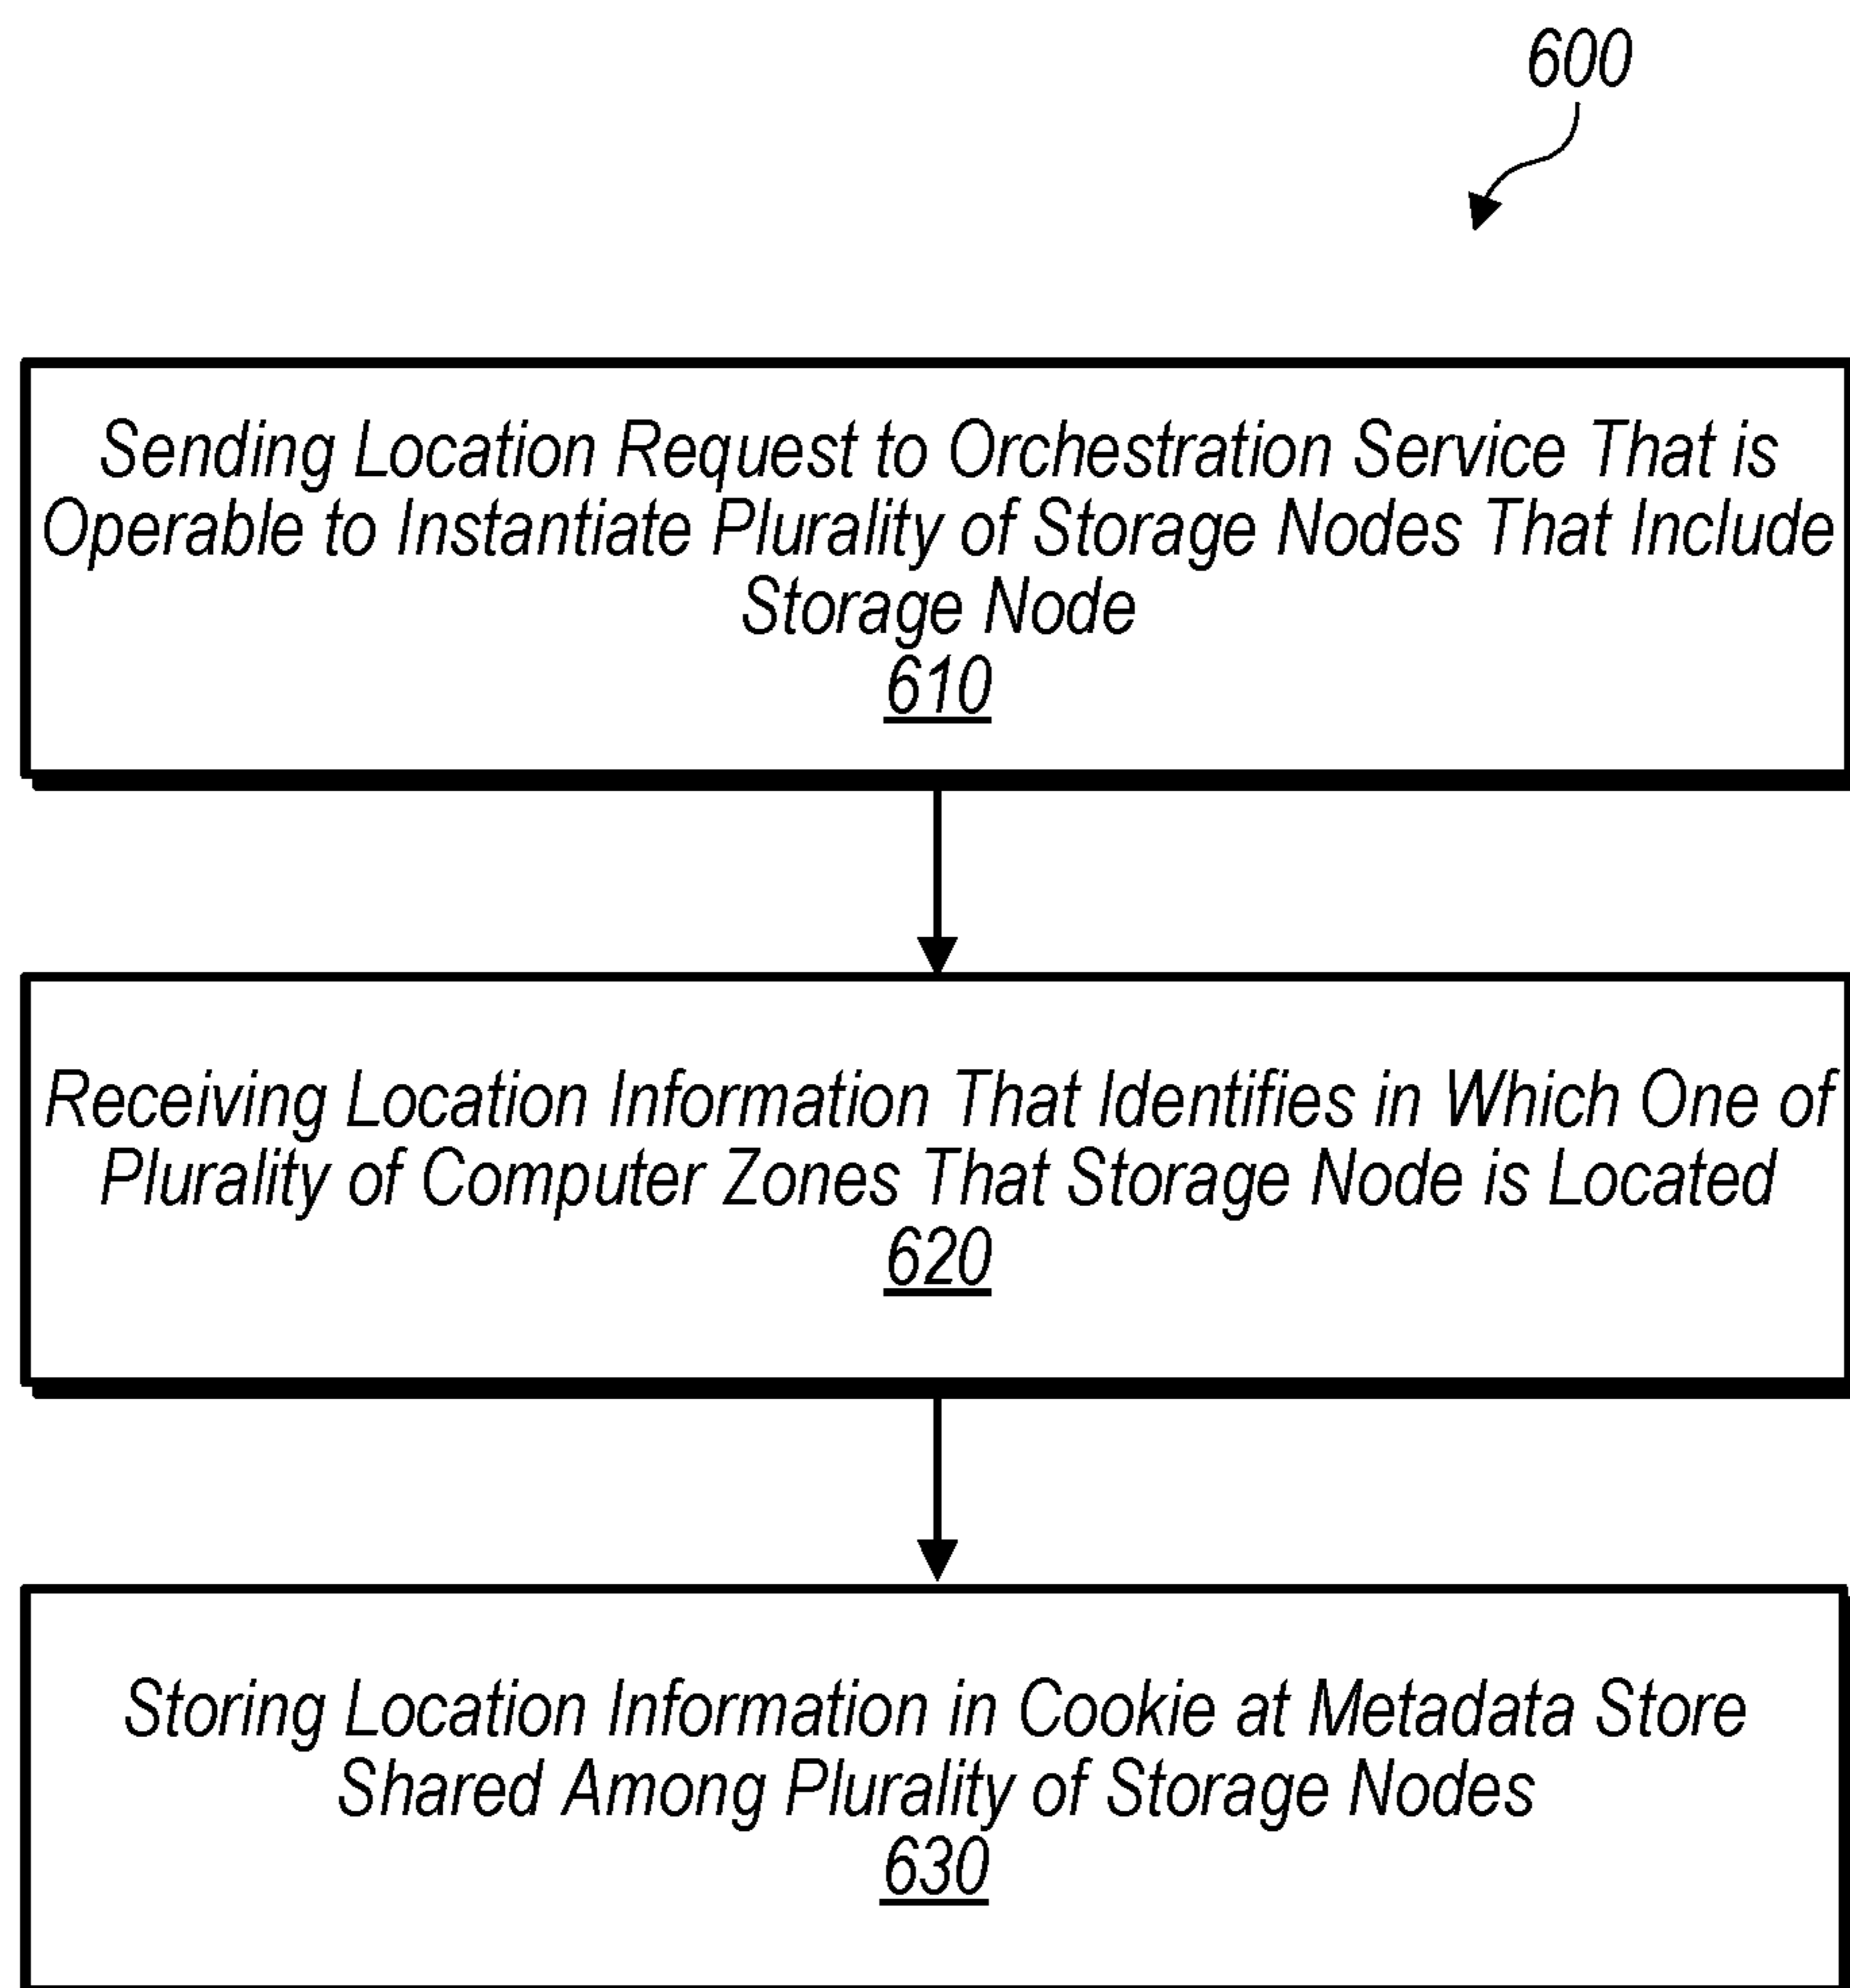 600
Sending Location Request to Orchestration Service That is
Operable to Instantiate Plurality of Storage Nodes That Include
Storage Node
610
Receiving Location Information That Identifies in Which One of
Plurality of Computer Zones That Storage Node is Located
620
Storing Location Information in Cookie at Metadata Store
Shared Among Plurality of Storage Nodes
630